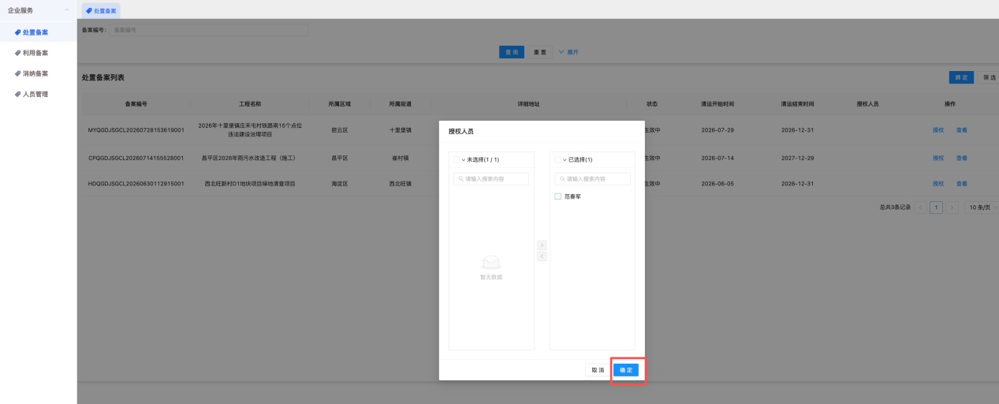 企业服务
处置备案
处置备案
利用备案
消纳备案
人员管理
备案编号: 备案编号
查 询 重 置 展开
处置备案列表
绑 定 筛 选
备案编号 工程名称 所属区域 所属街道 详细地址 状态 清运开始时间 清运结束时间 授权人员 操作
MYQGDJSGCL20260728153619001 2026年十里堡镇庄禾屯村铁路南15个点位违法建设治理项目 密云区 十里堡镇 生效中 2026-07-29 2026-12-31 授权 查看
CPQGDJSGCL20260714155528001 昌平区2026年雨污水改造工程（施工） 昌平区 崔村镇 生效中 2026-07-14 2027-12-29 授权 查看
HDQGDJSGCL20260630112915001 西北旺新村D1地块项目绿地清查项目 海淀区 西北旺镇 生效中 2026-06-05 2026-12-31 授权 查看
总共3条记录 < 1 > 10 条/页
授权人员
未选择(1 / 1)
请输入搜索内容
暂无数据
已选择(1)
请输入搜索内容
范春军
取 消 确 定